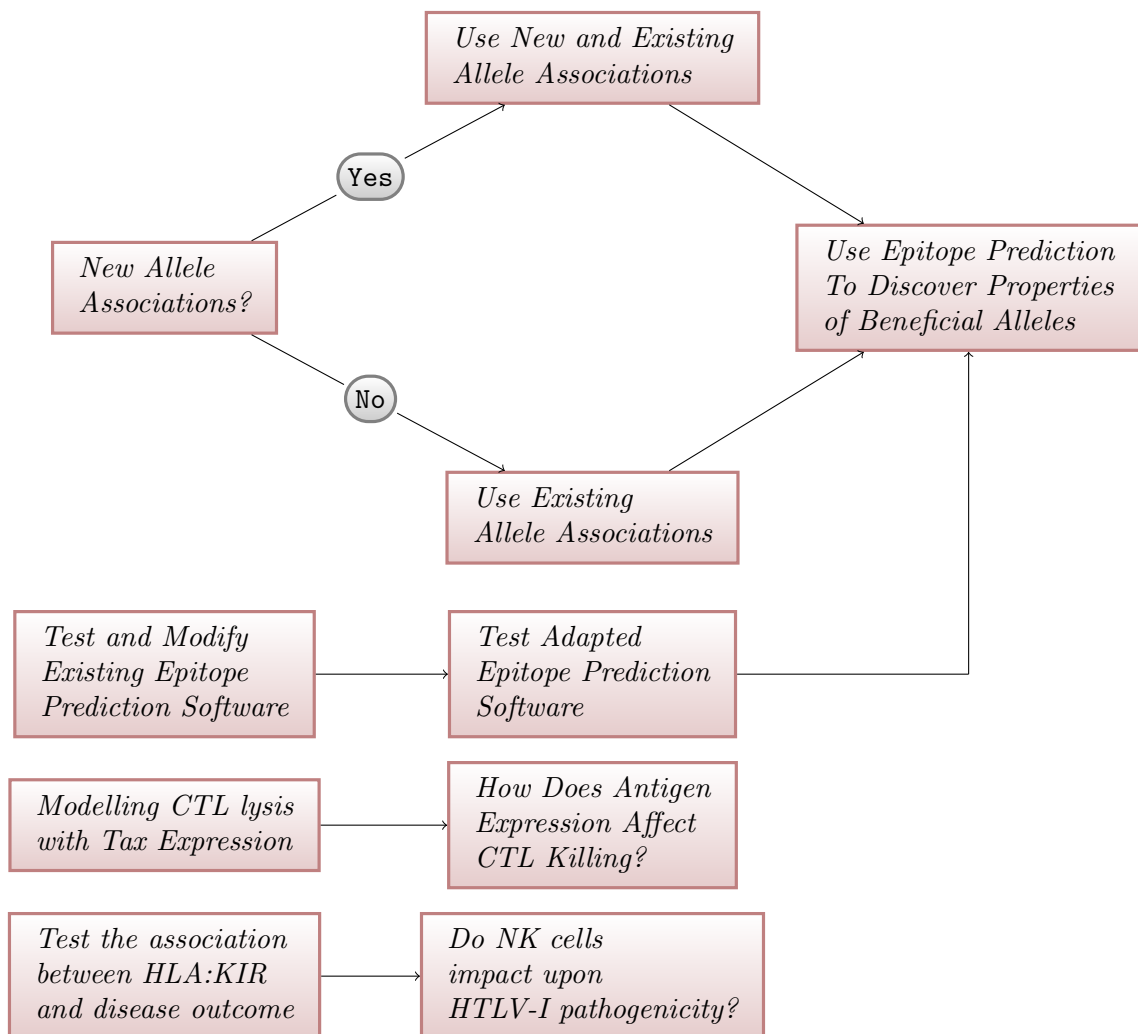 Use New and Existing
Allele Associations
Yes
New Allele
Associations?
Use Epitope Prediction
To Discover Properties
of Beneficial Alleles
No
Use Existing
Allele Associations
Test and Modify
Existing Epitope
Prediction Software
Test Adapted
Epitope Prediction
Software
Modelling CTL lysis
with Tax Expression
How Does Antigen
Expression Affect
CTL Killing?
Test the association
between HLA:KIR
and disease outcome
Do NK cells
impact upon
HTLV-I pathogenicity?